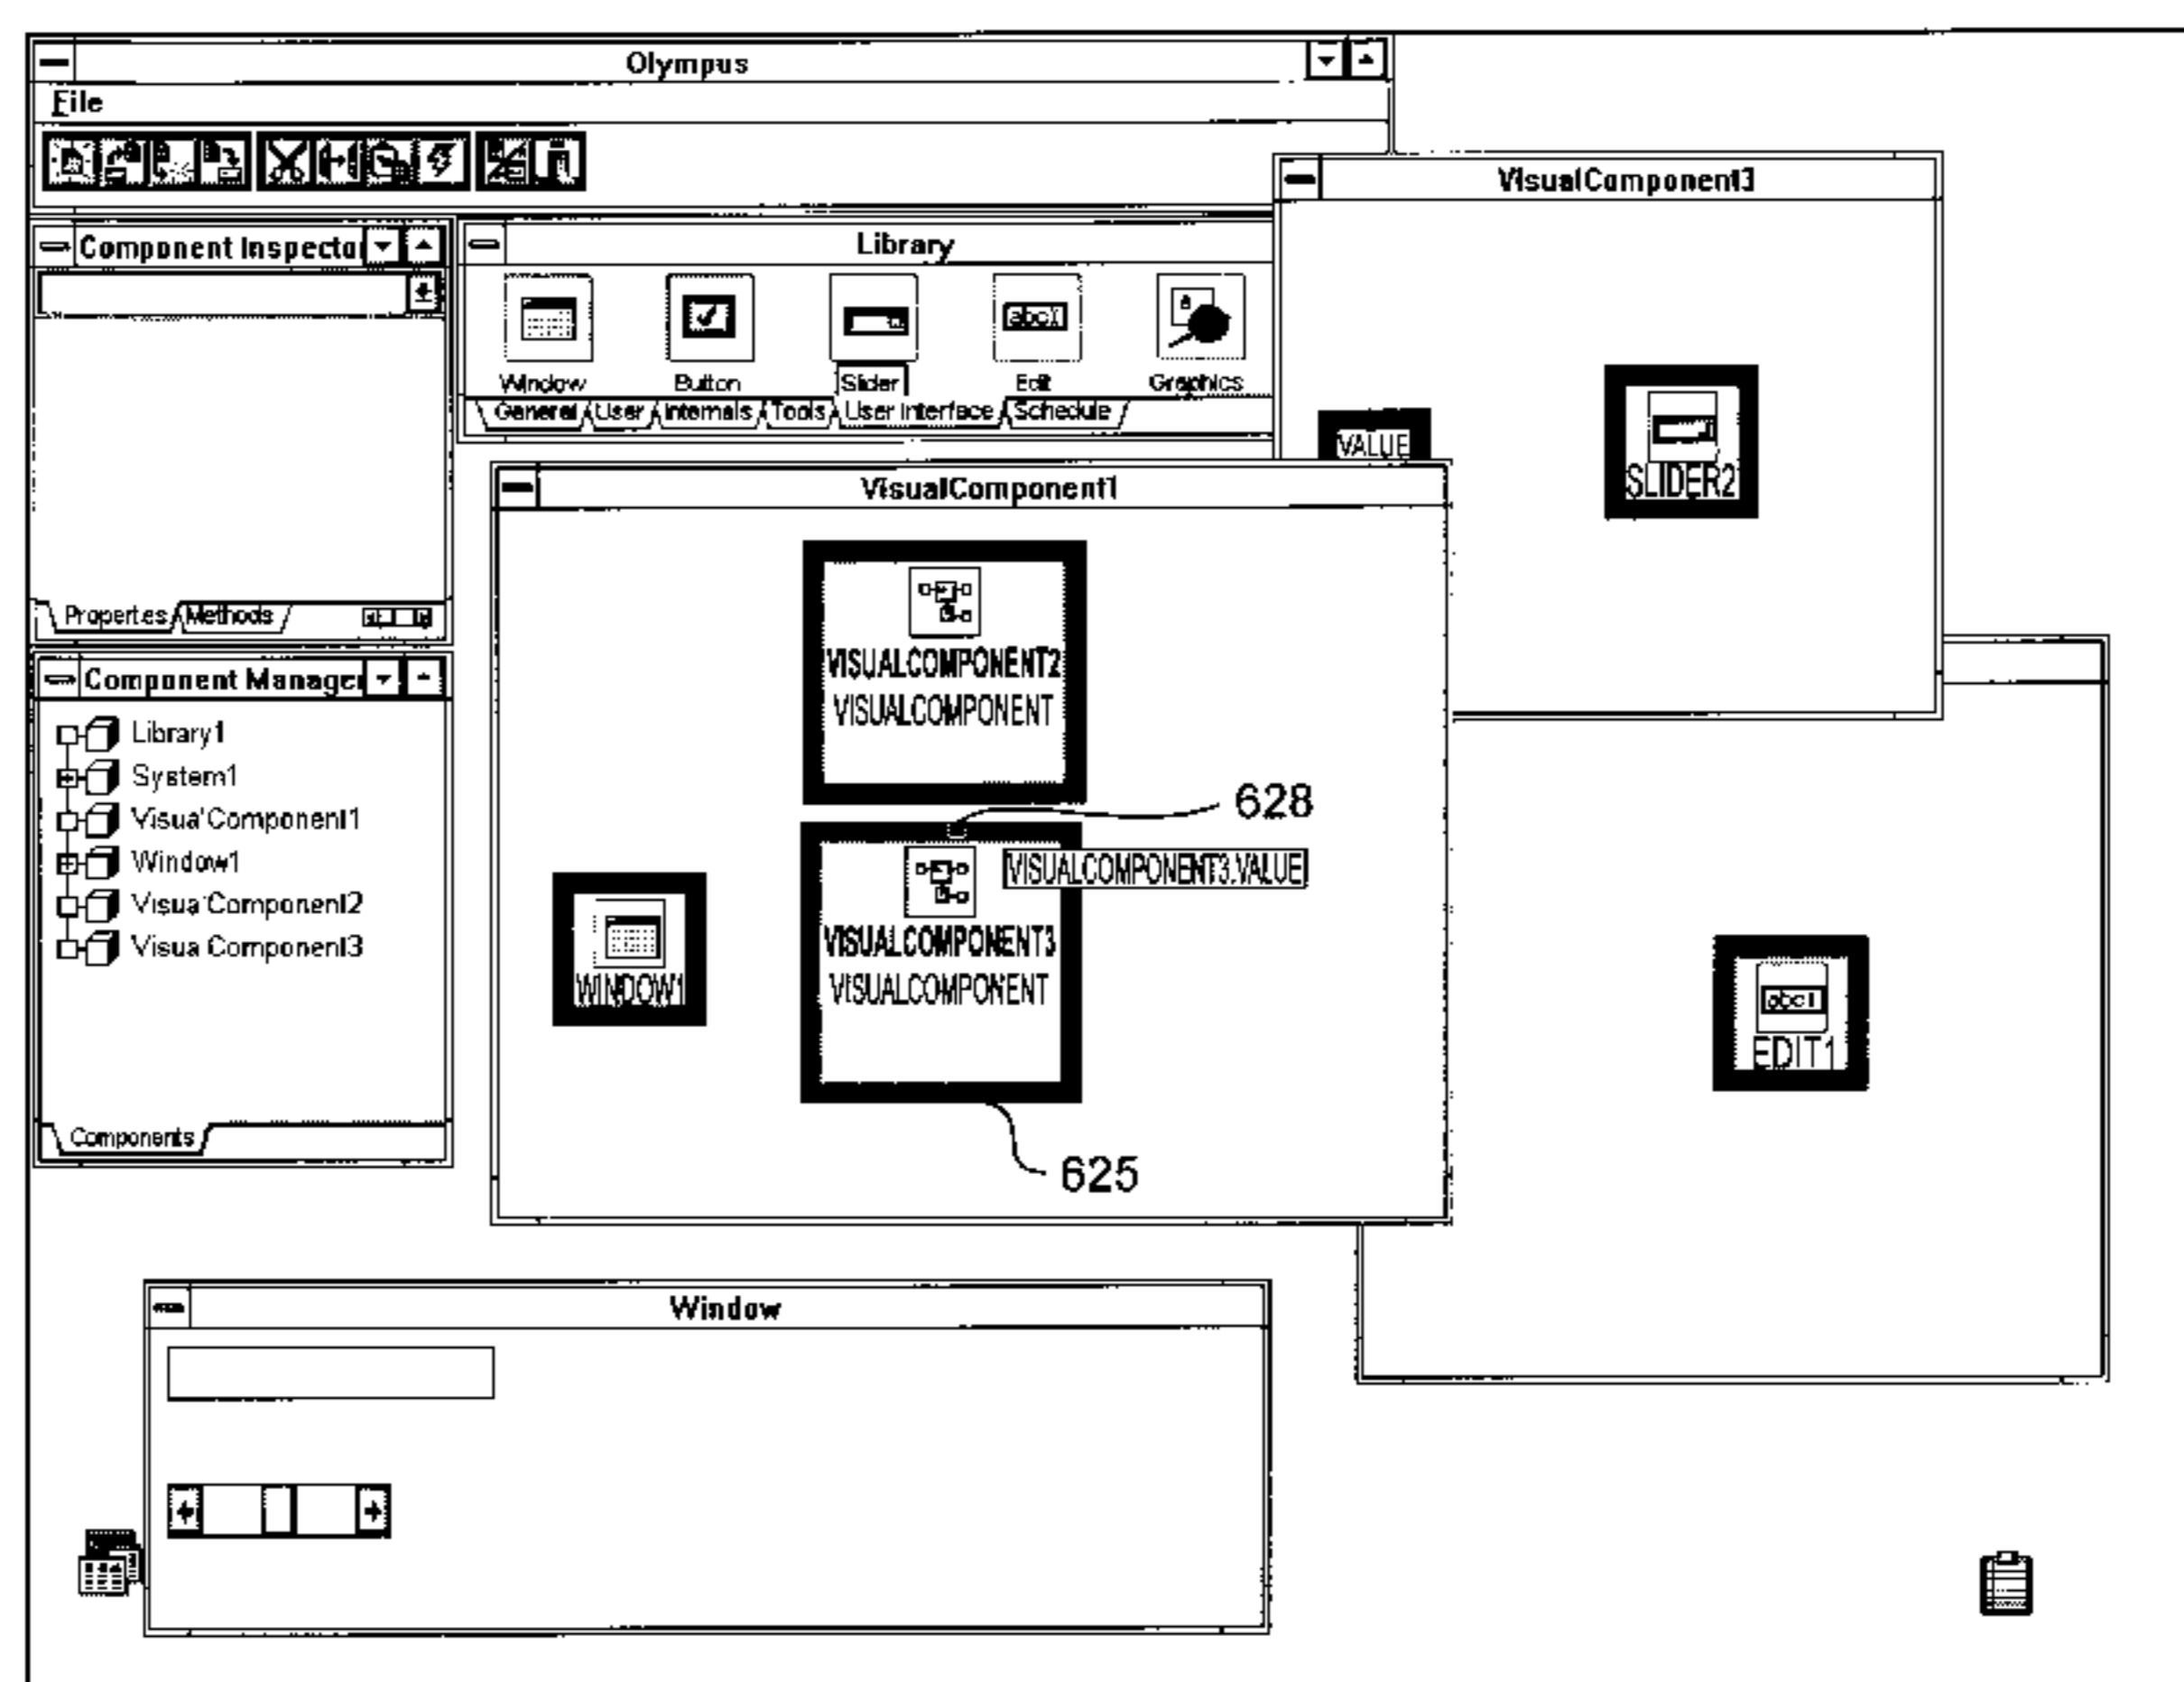 Olympus
File
VisualComponent3
Component Inspector
Library
Window
Button
Slider
Edit
Graphics
General
User
Internals
Tools
User Interface
Schedule
VALUE
SLIDER2
VisualComponent1
Properties
Methods
VISUALCOMPONENT2
VISUALCOMPONENT
Component Manager
Library1
System1
VisualComponent1
Window1
VisualComponent2
VisualComponent3
628
VISUALCOMPONENT3.VALUE
VISUALCOMPONENT3
VISUALCOMPONENT
WINDOW1
abcI
EDIT1
Components
625
Window